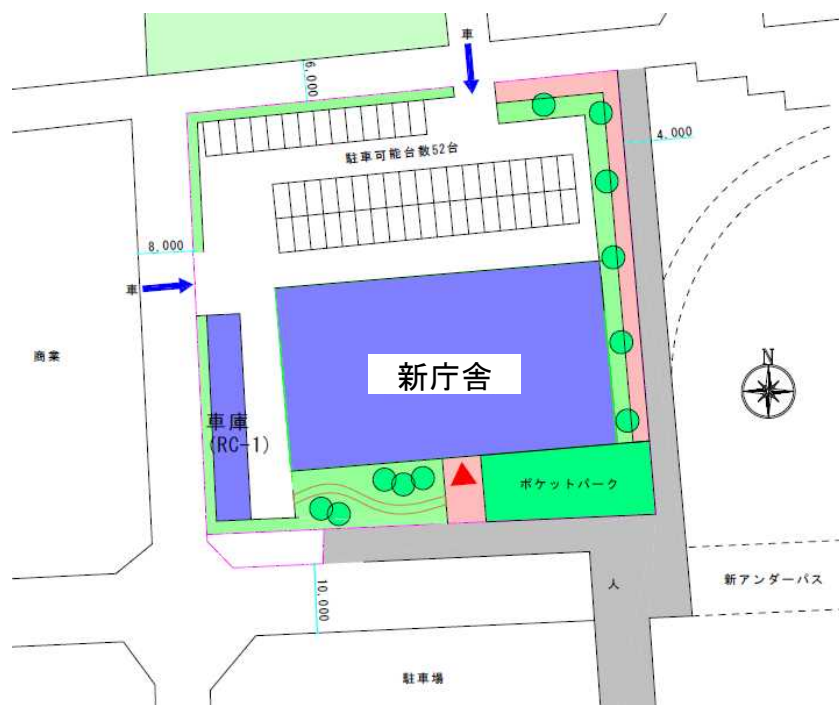 車
6,000
4,000
駐車可能台数52台
8,000
車
N
商業
新庁舎
車庫
(RC-1)
ボケットパーク
新アンダーパス
人
10,000
駐車場